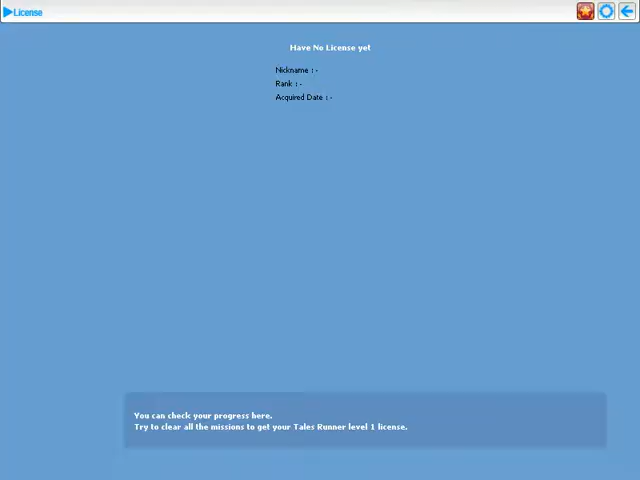 License
Have No License yet
Nickname : -
Rank : -
Acquired Date : -
You can check your progress here.
Try to clear all the missions to get your Tales Runner level 1 license.